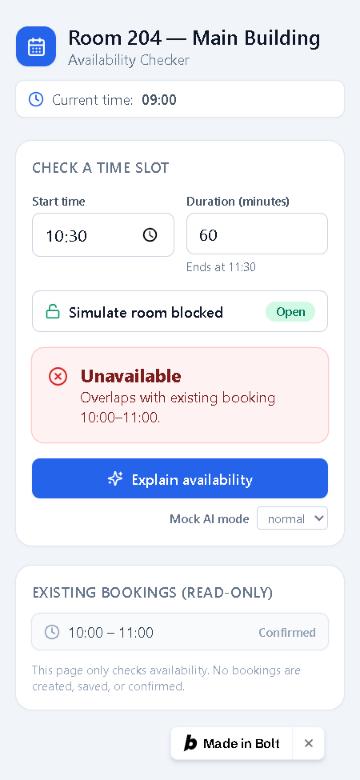 Room 204 — Main Building
Availability Checker
Current time: 09:00
CHECK A TIME SLOT
Start time
Duration (minutes)
10:30
60
Ends at 11:30
Simulate room blocked
Open
Unavailable
Overlaps with existing booking
10:00–11:00.
Explain availability
Mock AI mode
normal
EXISTING BOOKINGS (READ-ONLY)
10:00 – 11:00
Confirmed
This page only checks availability. No bookings are
created, saved, or confirmed.
b Made in Bolt